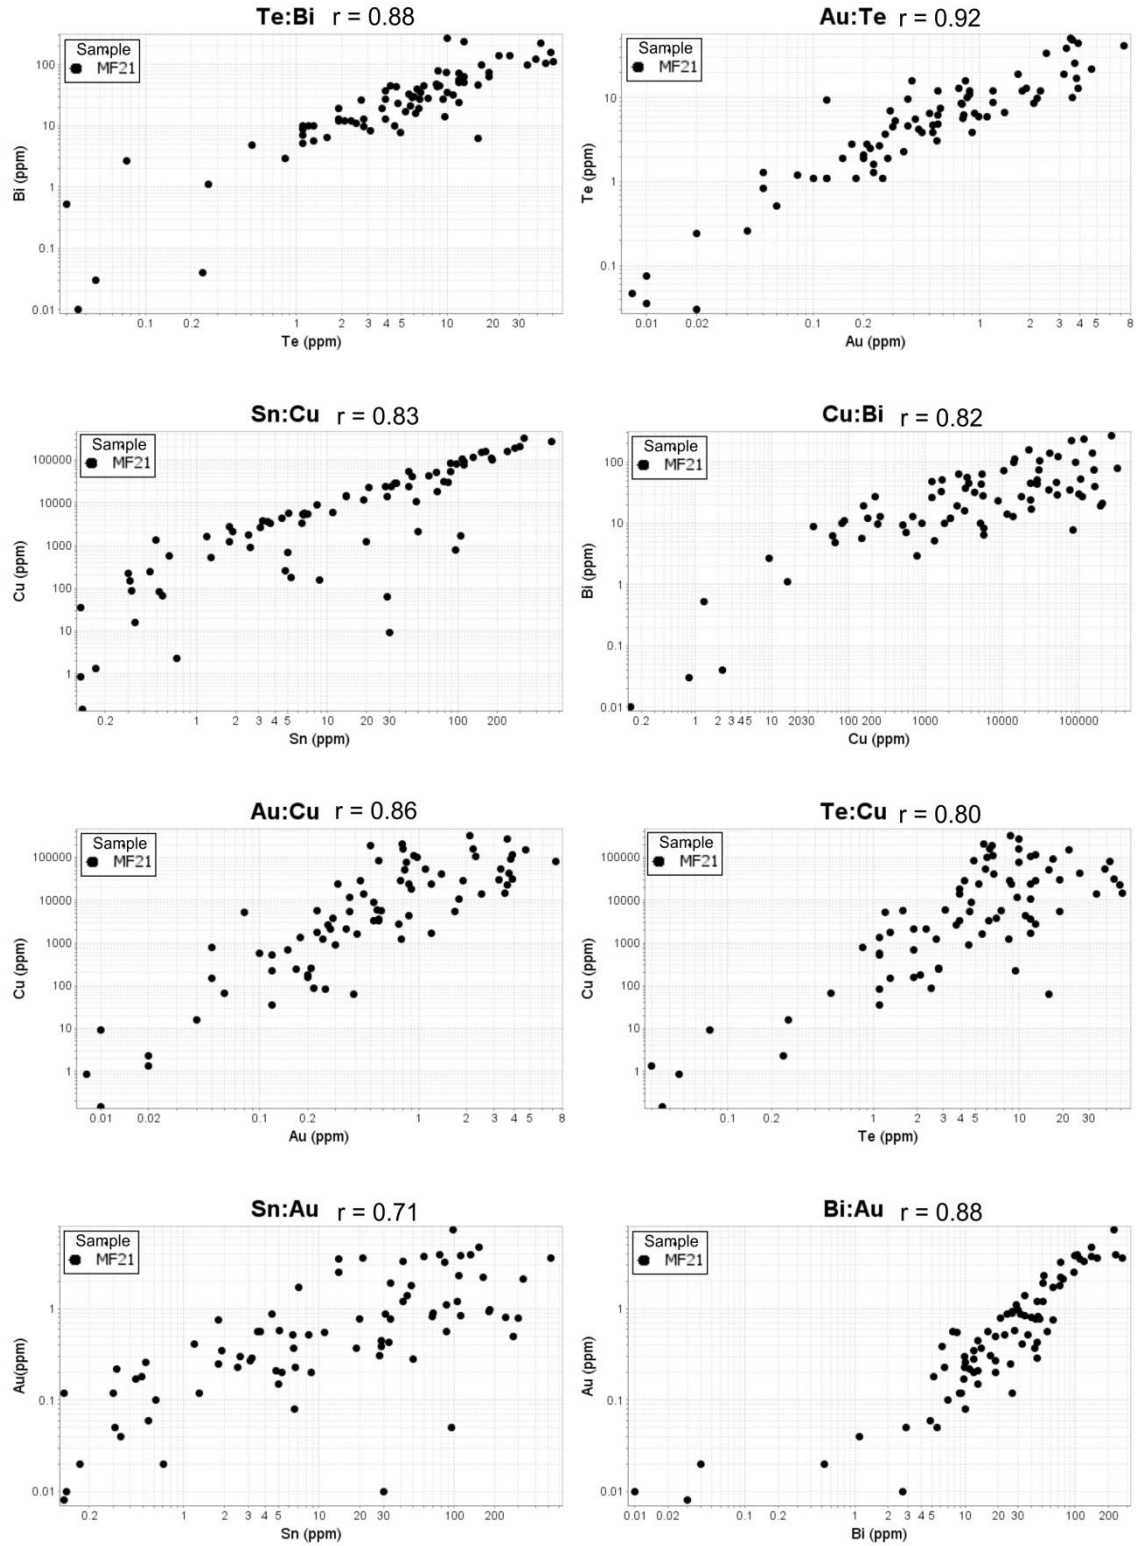 Te:Bi r = 0.88
Sample
MF21
100
10
1
0.1
0.01
Bi (ppm)
0.1 0.2 1 2 3 4 5 10 20 30
Te (ppm)
Au:Te r = 0.92
Sample
MF21
10
1
0.1
Te (ppm)
0.01 0.1 0.2 1 2 3 4 5 8
Au (ppm)
Sn:Cu r = 0.83
Sample
MF21
100000
10000
1000
100
10
1
Cu (ppm)
0.2 1 2 3 4 5 10 20 30 100 200
Sn (ppm)
Cu:Bi r = 0.82
Sample
MF21
100
10
1
0.1
0.01
Bi (ppm)
0.2 1 2 3 45 10 2030 100 200 1000 10000 100000
Cu (ppm)
Au:Cu r = 0.86
Sample
MF21
100000
10000
1000
100
10
1
Cu (ppm)
0.01 0.02 0.1 0.2 1 2 3 4 5 8
Au (ppm)
Te:Cu r = 0.80
Sample
MF21
100000
10000
1000
100
10
1
Cu (ppm)
0.1 0.2 1 2 3 4 5 10 20 30
Te (ppm)
Sn:Au r = 0.71
Sample
MF21
1
0.1
0.01
Au(ppm)
0.2 1 2 3 4 5 10 20 30 100 200
Sn (ppm)
Bi:Au r = 0.88
Sample
MF21
1
0.1
0.01
Au (ppm)
0.01 0.02 0.1 0.2 1 2 3 4 5 10 20 30 100 200
Bi (ppm)